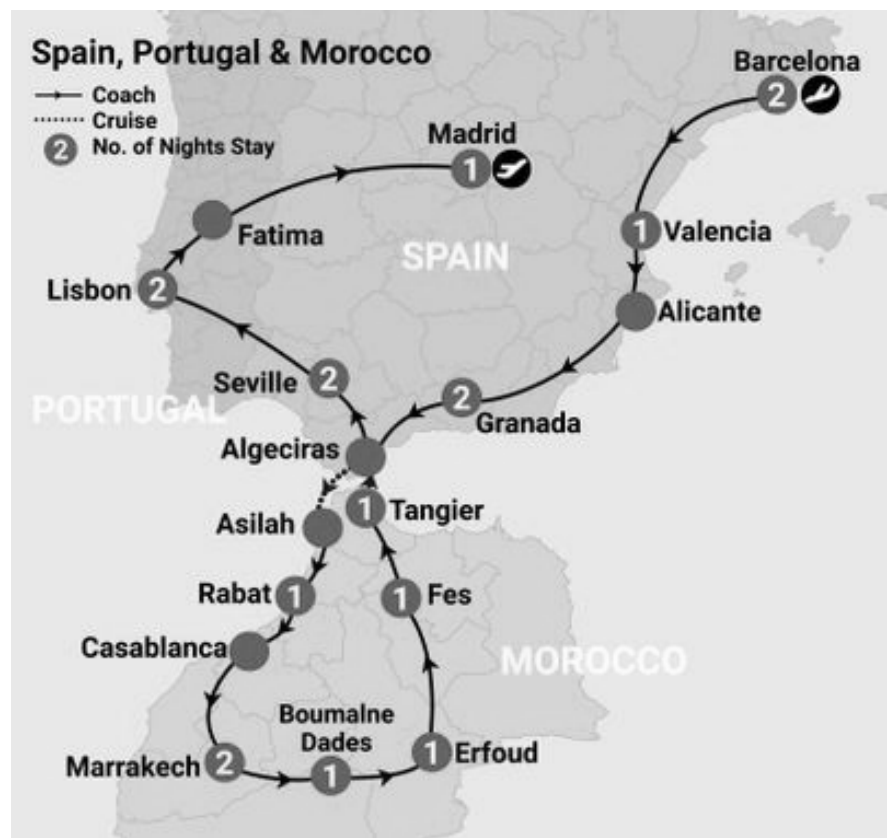 Spain, Portugal & Morocco
Coach
Cruise
2 No. of Nights Stay
Barcelona
2
Madrid
1
Fatima
1 Valencia
SPAIN
Lisbon 2
Alicante
Seville 2
2
PORTUGAL
Granada
Algeciras
1 Tangier
Asilah
Rabat 1
1 Fes
Casablanca
MOROCCO
Boumalne
Dades
1 Erfoud
Marrakech 2
1